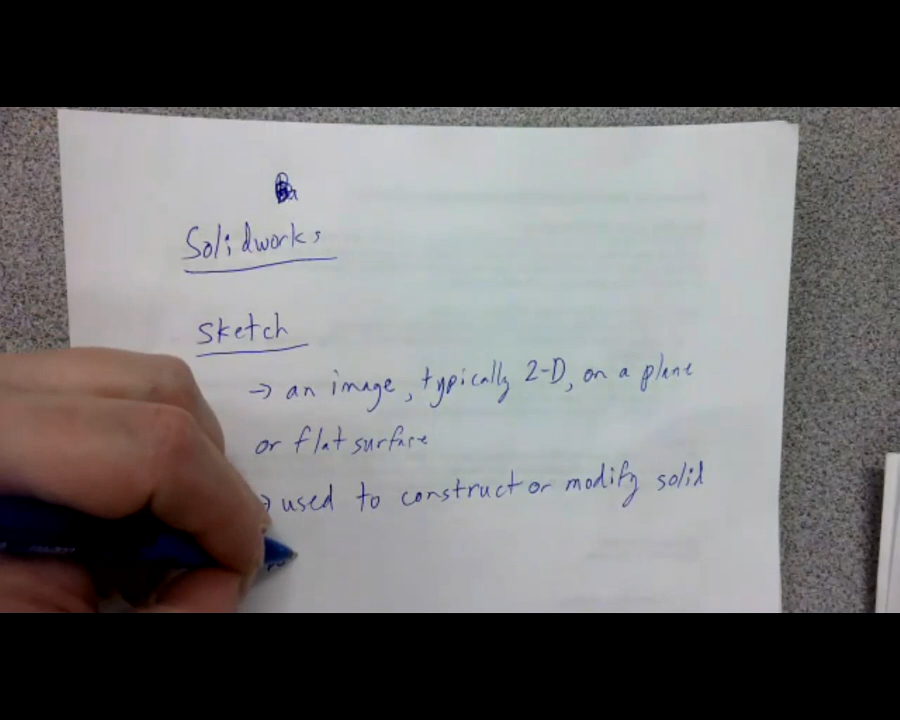 Solidworks
Sketch
→ an image, typically 2-D, on a plane
or flat surface
→ used to construct or modify solid